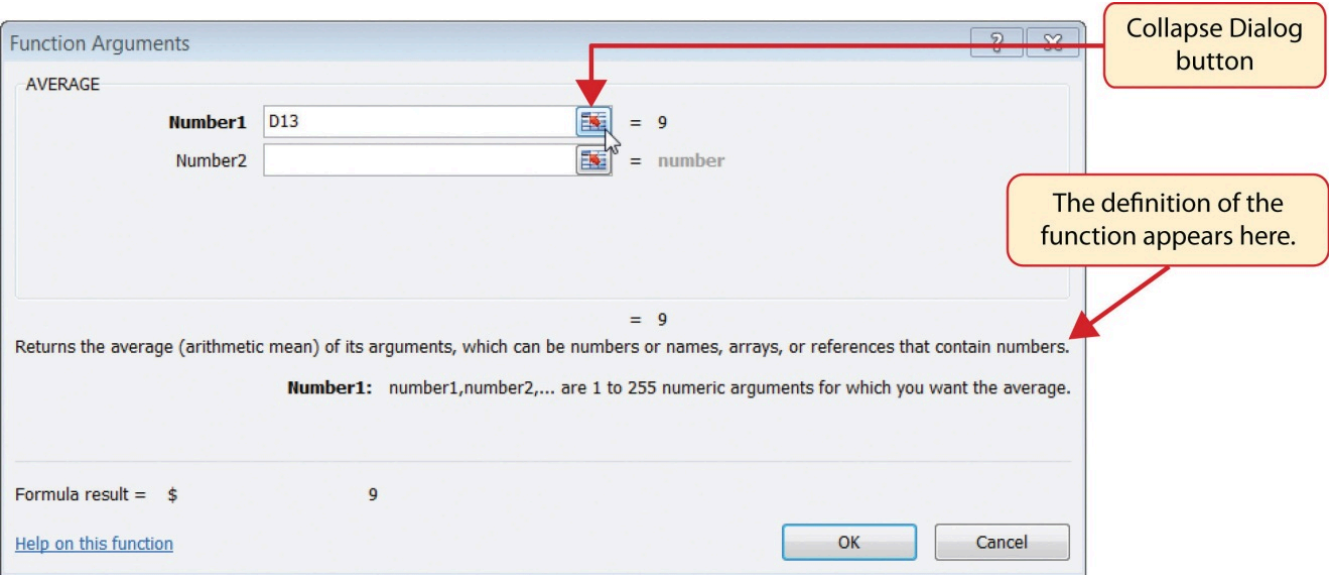 Collapse Dialog
button
Function Arguments
?
AVERAGE
Number1 D13 = 9
Number2 = number
The definition of the
function appears here.
= 9
Returns the average (arithmetic mean) of its arguments, which can be numbers or names, arrays, or references that contain numbers.
Number1: number1,number2,... are 1 to 255 numeric arguments for which you want the average.
Formula result = $ 9
Help on this function
OK Cancel